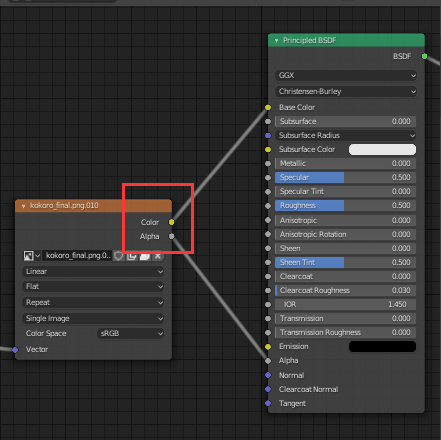 kokoro_final.png.010
Color
Alpha
kokoro_final.png.0..
Linear
Flat
Repeat
Single Image
Color Space
sRGB
Vector
Principled BSDF
BSDF
GGX
Christensen-Burley
Base Color
Subsurface 0.000
Subsurface Radius
Subsurface Color
Metallic 0.000
Specular 0.500
Specular Tint 0.000
Roughness 0.500
Anisotropic 0.000
Anisotropic Rotation 0.000
Sheen 0.000
Sheen Tint 0.500
Clearcoat 0.000
Clearcoat Roughness 0.030
IOR 1.450
Transmission 0.000
Transmission Roughness 0.000
Emission
Alpha
Normal
Clearcoat Normal
Tangent